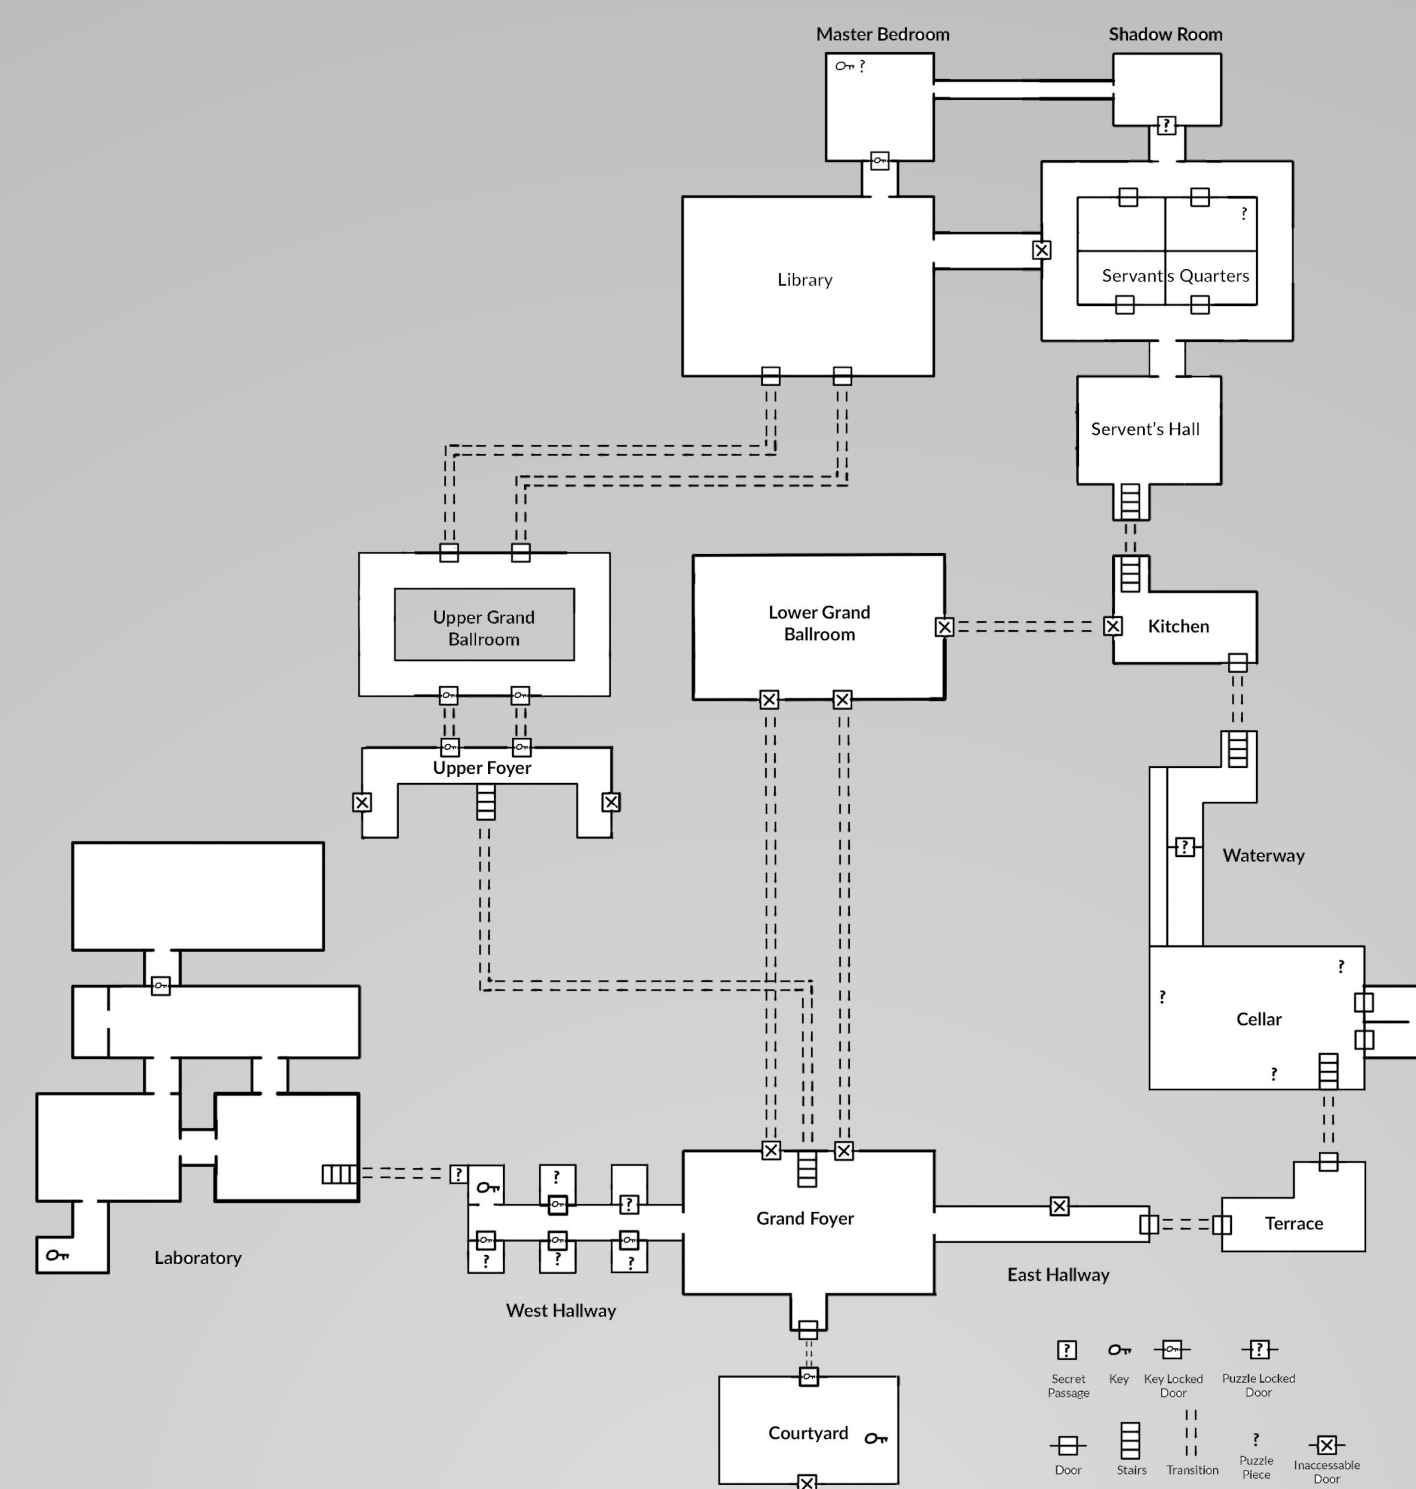 Master Bedroom
Shadow Room
?
?
?
Library
Servant's Quarters
Servent's Hall
Upper Grand
Ballroom
Lower Grand
Ballroom
Kitchen
Upper Foyer
?
Waterway
?
?
Cellar
?
?
?
?
Grand Foyer
Terrace
?
?
?
Laboratory
East Hallway
West Hallway
Courtyard
?
?
Secret
Passage
Key
Key Locked
Door
Puzzle Locked
Door
?
Door
Stairs
Transition
Puzzle
Piece
Inaccessable
Door